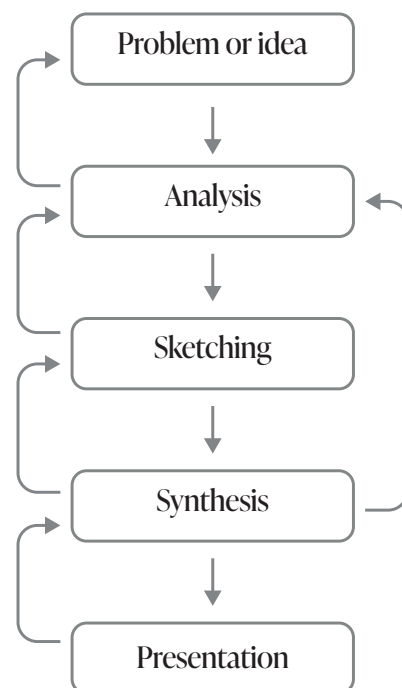 Problem or idea
Analysis
Sketching
Synthesis
Presentation